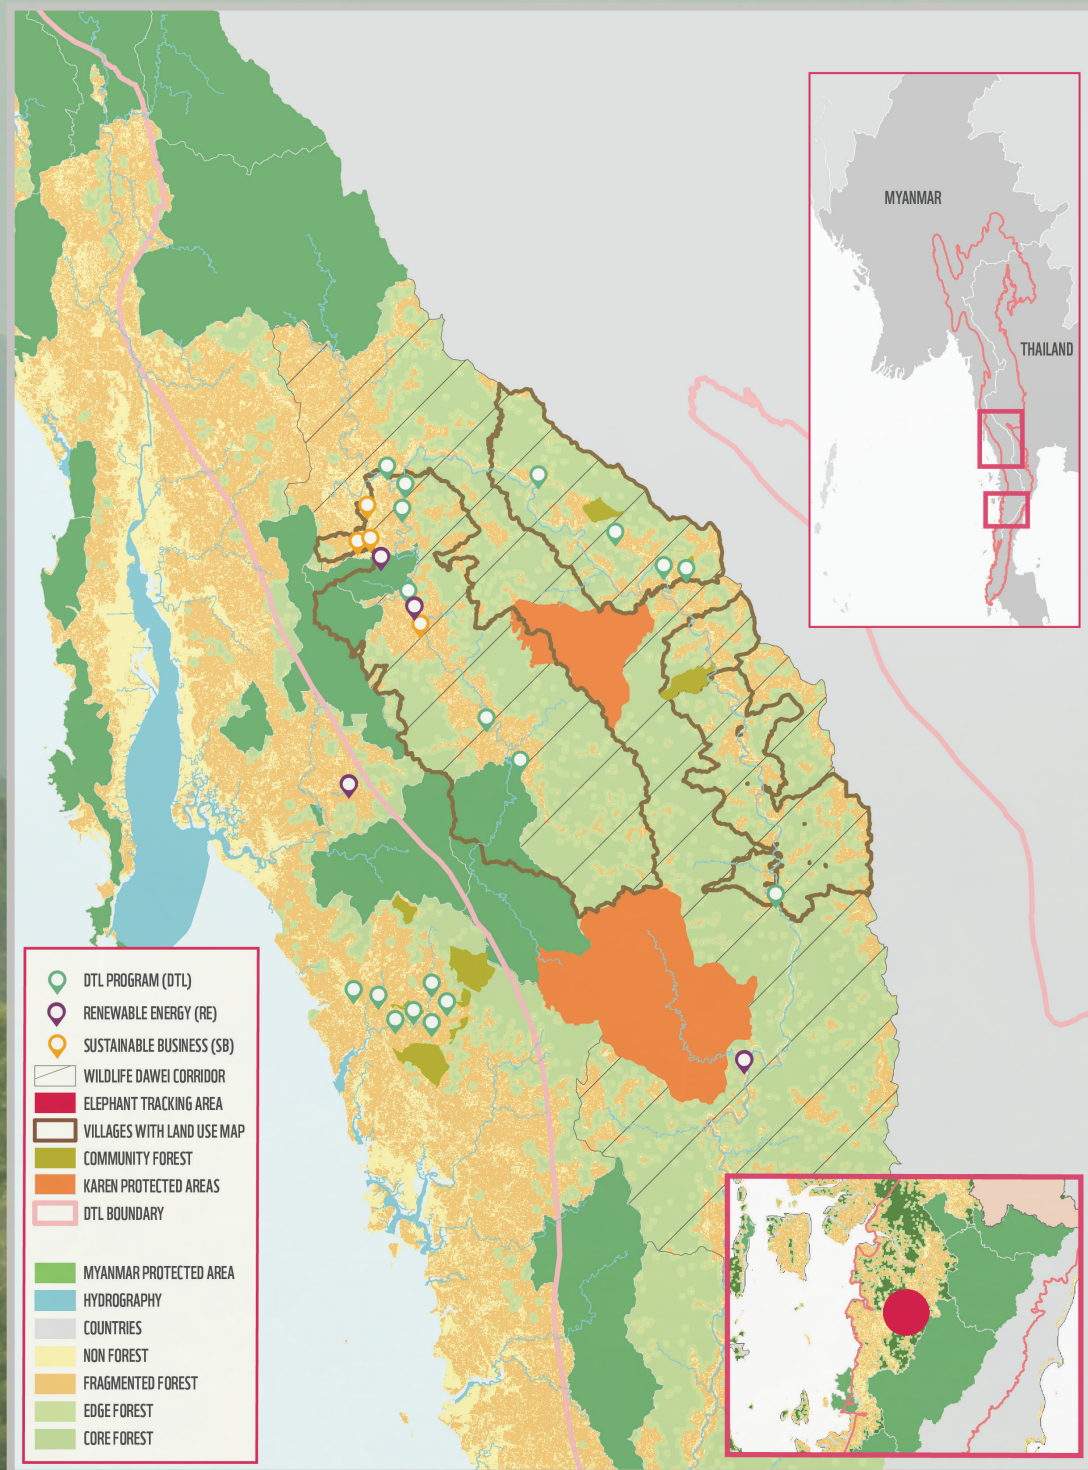 MYANMAR
THAILAND
DTL PROGRAM (DTL)
RENEWABLE ENERGY (RE)
SUSTAINABLE BUSINESS (SB)
WILDLIFE DAWEI CORRIDOR
ELEPHANT TRACKING AREA
VILLAGES WITH LAND USE MAP
COMMUNITY FOREST
KAREN PROTECTED AREAS
DTL BOUNDARY
MYANMAR PROTECTED AREA
HYDROGRAPHY
COUNTRIES
NON FOREST
FRAGMENTED FOREST
EDGE FOREST
CORE FOREST